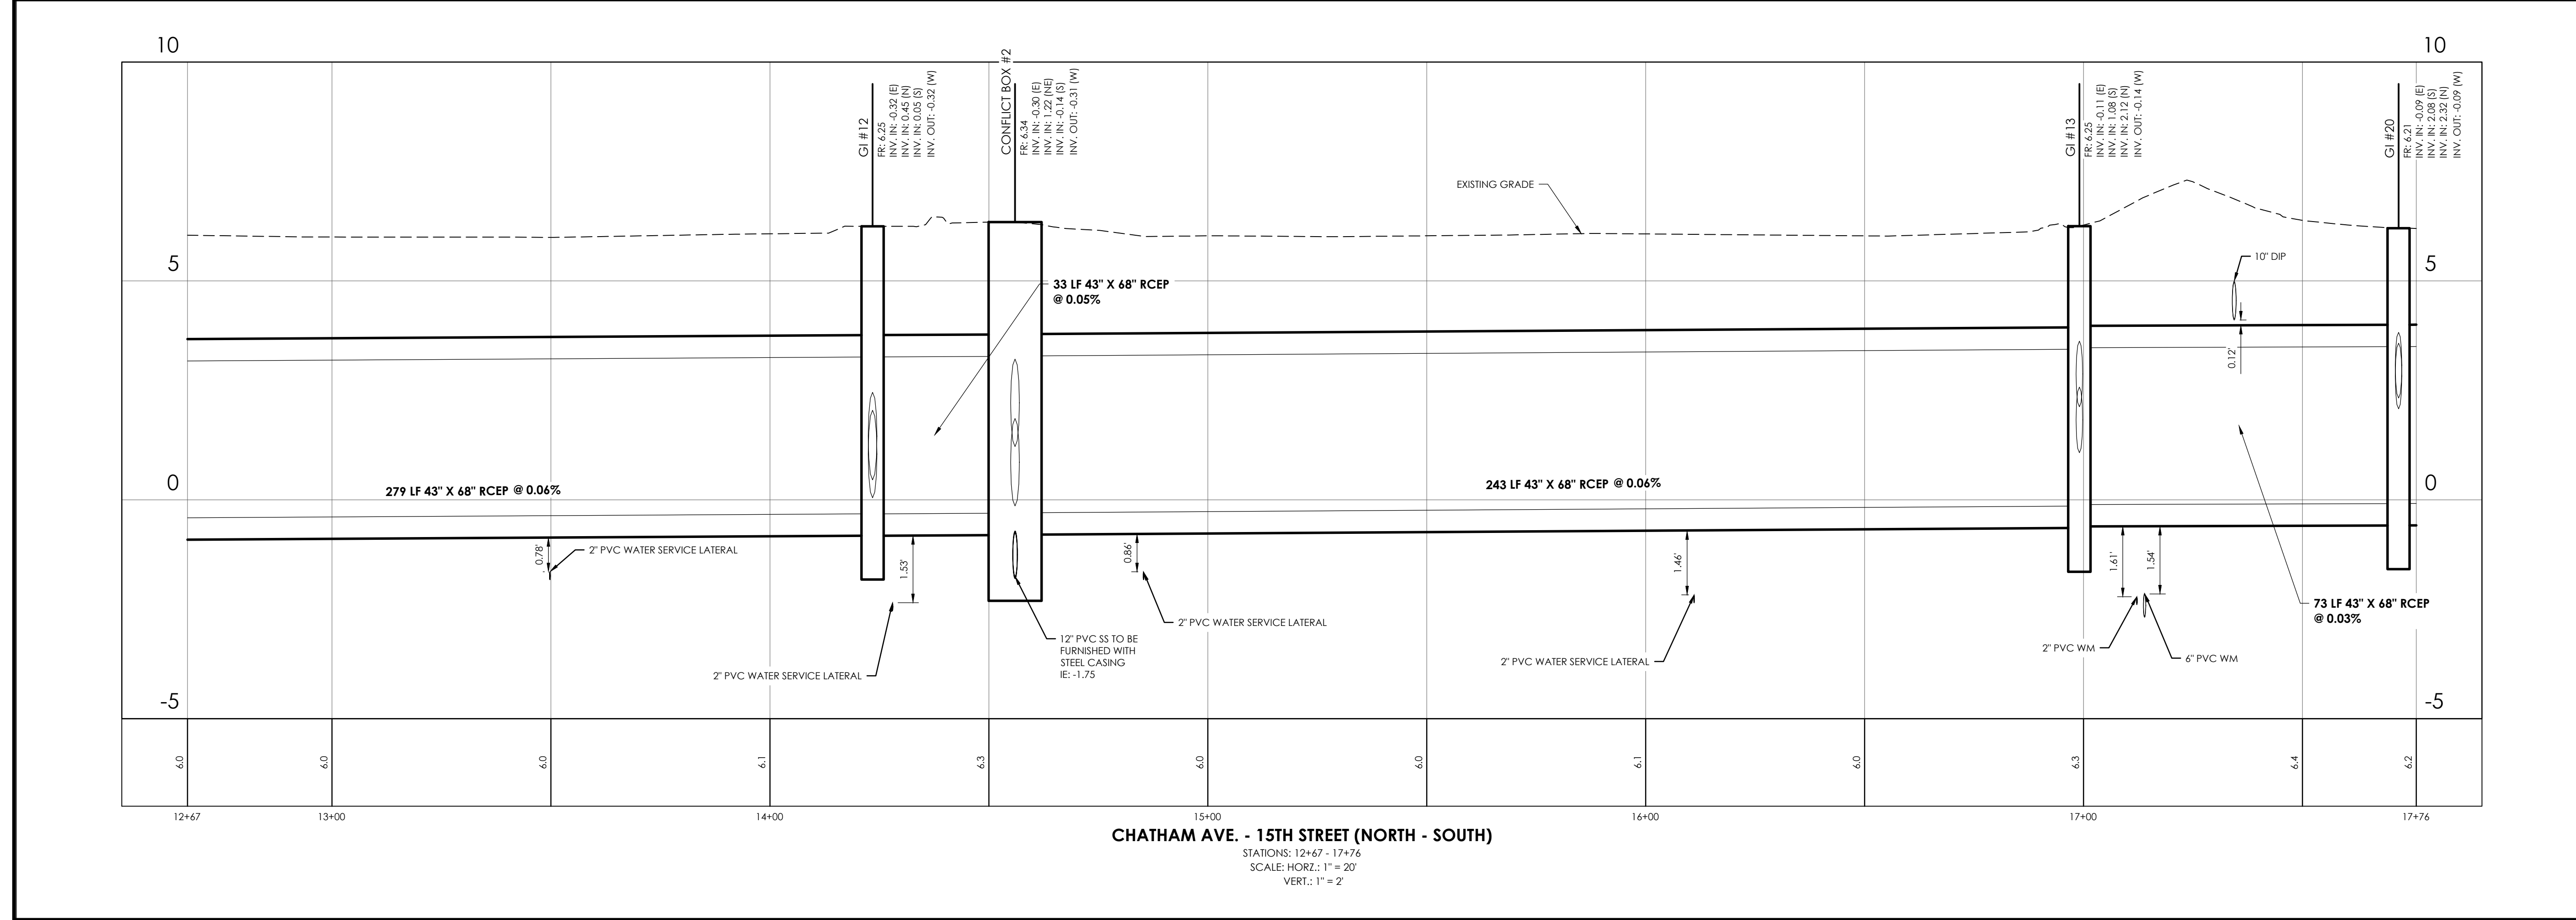 10
10
GI #12
FR: 6.25
INV. IN: -0.32 (E)
INV. IN: 0.45 (N)
INV. IN: 0.05 (S)
INV. OUT: -0.32 (W)
CONFLICT BOX #2
FR: 6.34
INV. IN: -0.30 (E)
INV. IN: 1.22 (NE)
INV. IN: -0.14 (S)
INV. OUT: -0.31 (W)
GI #13
FR: 6.25
INV. IN: -0.11 (E)
INV. IN: 1.08 (S)
INV. IN: 2.12 (N)
INV. OUT: -0.14 (W)
GI #20
FR: 6.21
INV. IN: -0.09 (E)
INV. IN: 2.08 (S)
INV. IN: 2.32 (N)
INV. OUT: -0.09 (W)
EXISTING GRADE
5
5
10" DIP
33 LF 43" X 68" RCEP
@ 0.05%
0.12'
0
0
279 LF 43" X 68" RCEP @ 0.06%
243 LF 43" X 68" RCEP @ 0.06%
0.78'
2" PVC WATER SERVICE LATERAL
1.53'
0.86'
1.46'
1.61'
1.54'
73 LF 43" X 68" RCEP
@ 0.03%
2" PVC WATER SERVICE LATERAL
12" PVC SS TO BE
FURNISHED WITH
STEEL CASING
IE: -1.75
2" PVC WM
6" PVC WM
2" PVC WATER SERVICE LATERAL
2" PVC WATER SERVICE LATERAL
-5
-5
6.0
6.0
6.0
6.1
6.3
6.0
6.0
6.1
6.0
6.3
6.4
6.2
12+67
13+00
14+00
15+00
16+00
17+00
17+76
CHATHAM AVE. - 15TH STREET (NORTH - SOUTH)
STATIONS: 12+67 - 17+76
SCALE: HORZ.: 1" = 20'
VERT.: 1" = 2'